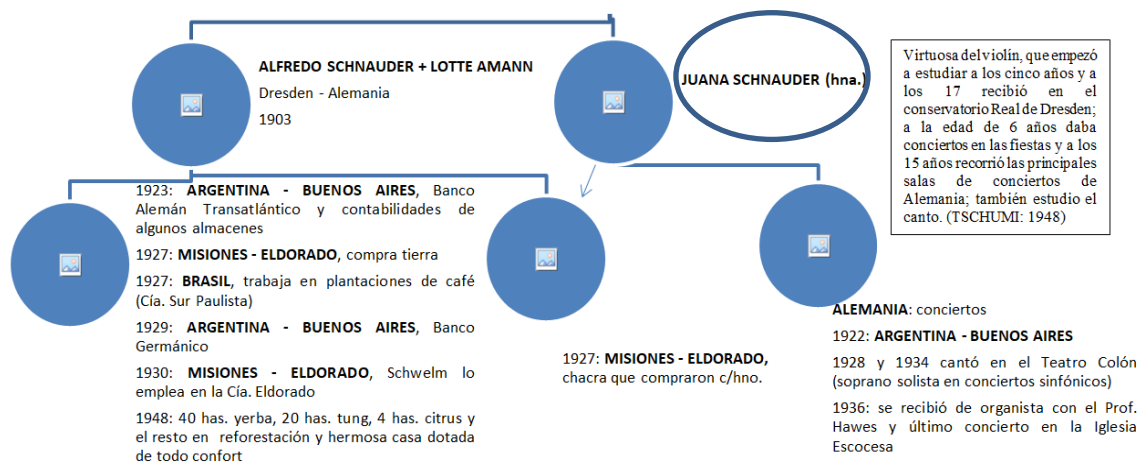 ALFREDO SCHNAUDER + LOTTE AMANN
Dresden - Alemania
1903
JUANA SCHNAUDER (hna.)
Virtuosa del violín, que empezó
a estudiar a los cinco años y a
los 17 recibió en el
conservatorio Real de Dresden;
a la edad de 6 años daba
conciertos en las fiestas y a los
15 años recorrió las principales
salas de conciertos de
Alemania; también estudio el
canto. (TSCHUMI: 1948)
1923: ARGENTINA - BUENOS AIRES, Banco
Alemán Transatlántico y contabilidades de
algunos almacenes
1927: MISIONES - ELDORADO, compra tierra
1927: BRASIL, trabaja en plantaciones de café
(Cía. Sur Paulista)
1929: ARGENTINA - BUENOS AIRES, Banco
Germánico
1930: MISIONES - ELDORADO, Schwelm lo
emplea en la Cía. Eldorado
1948: 40 has. yerba, 20 has. tung, 4 has. citrus y
el resto en reforestación y hermosa casa dotada
de todo confort
1927: MISIONES - ELDORADO,
chacra que compraron c/hno.
ALEMANIA: conciertos
1922: ARGENTINA - BUENOS AIRES
1928 y 1934 cantó en el Teatro Colón
(soprano solista en conciertos sinfónicos)
1936: se recibió de organista con el Prof.
Hawes y último concierto en la Iglesia
Escocesa